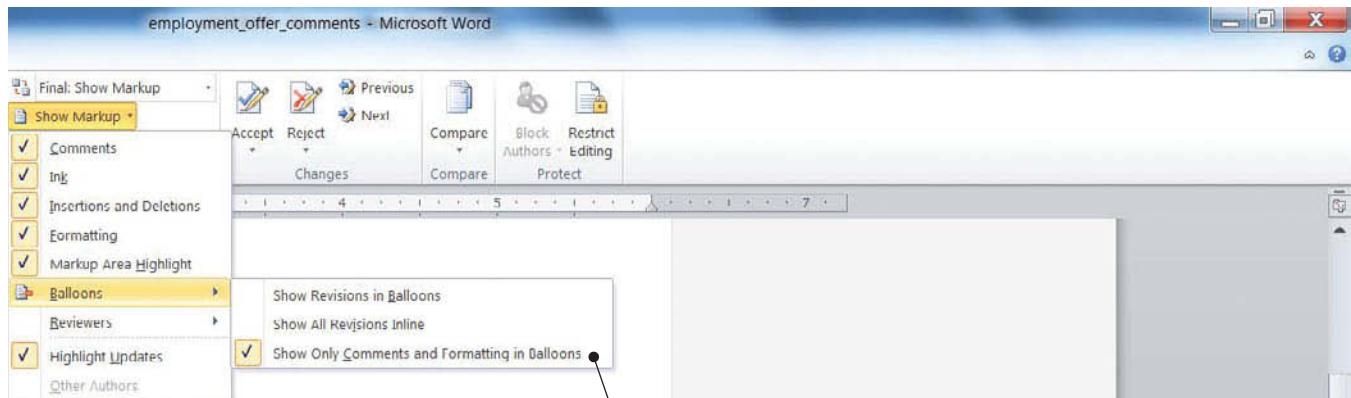 employment_offer_comments - Microsoft Word
Final: Show Markup
Show Markup
Comments
Ink
Insertions and Deletions
Formatting
Markup Area Highlight
Balloons
Reviewers
Highlight Updates
Other Authors
Accept
Reject
Previous
Next
Changes
Compare
Compare
Block Authors
Restrict Editing
Protect
4
5
7
Show Revisions in Balloons
Show All Revisions Inline
Show Only Comments and Formatting in Balloons